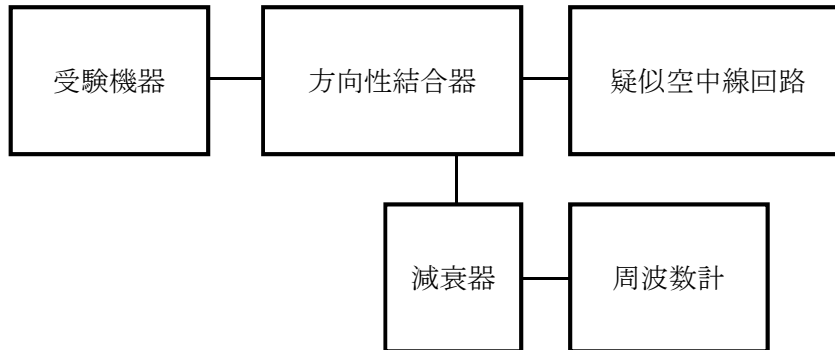 受験機器
方向性結合器
疑似空中線回路
減衰器
周波数計